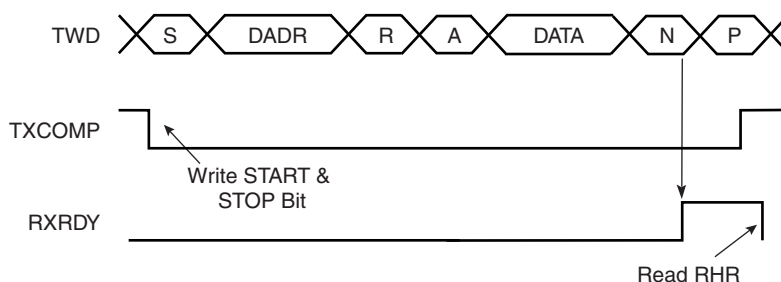 TWD S DADR R A DATA N P
TXCOMP
Write START &
STOP Bit
RXRDY
Read RHR